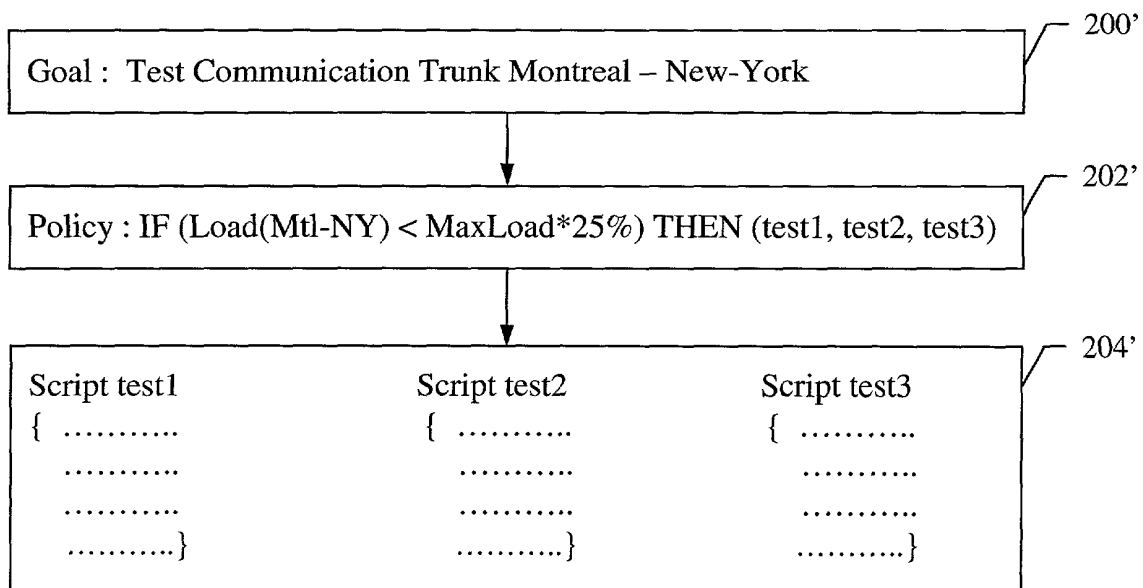 200’
Goal : Test Communication Trunk Montreal – New-York
202’
Policy : IF (Load(Mtl-NY) < MaxLoad*25%) THEN (test1, test2, test3)
204’
Script test1 Script test2 Script test3
{ ........... { ........... { ...........
........... ........... ...........
........... ........... ...........
...........} ...........} ...........}